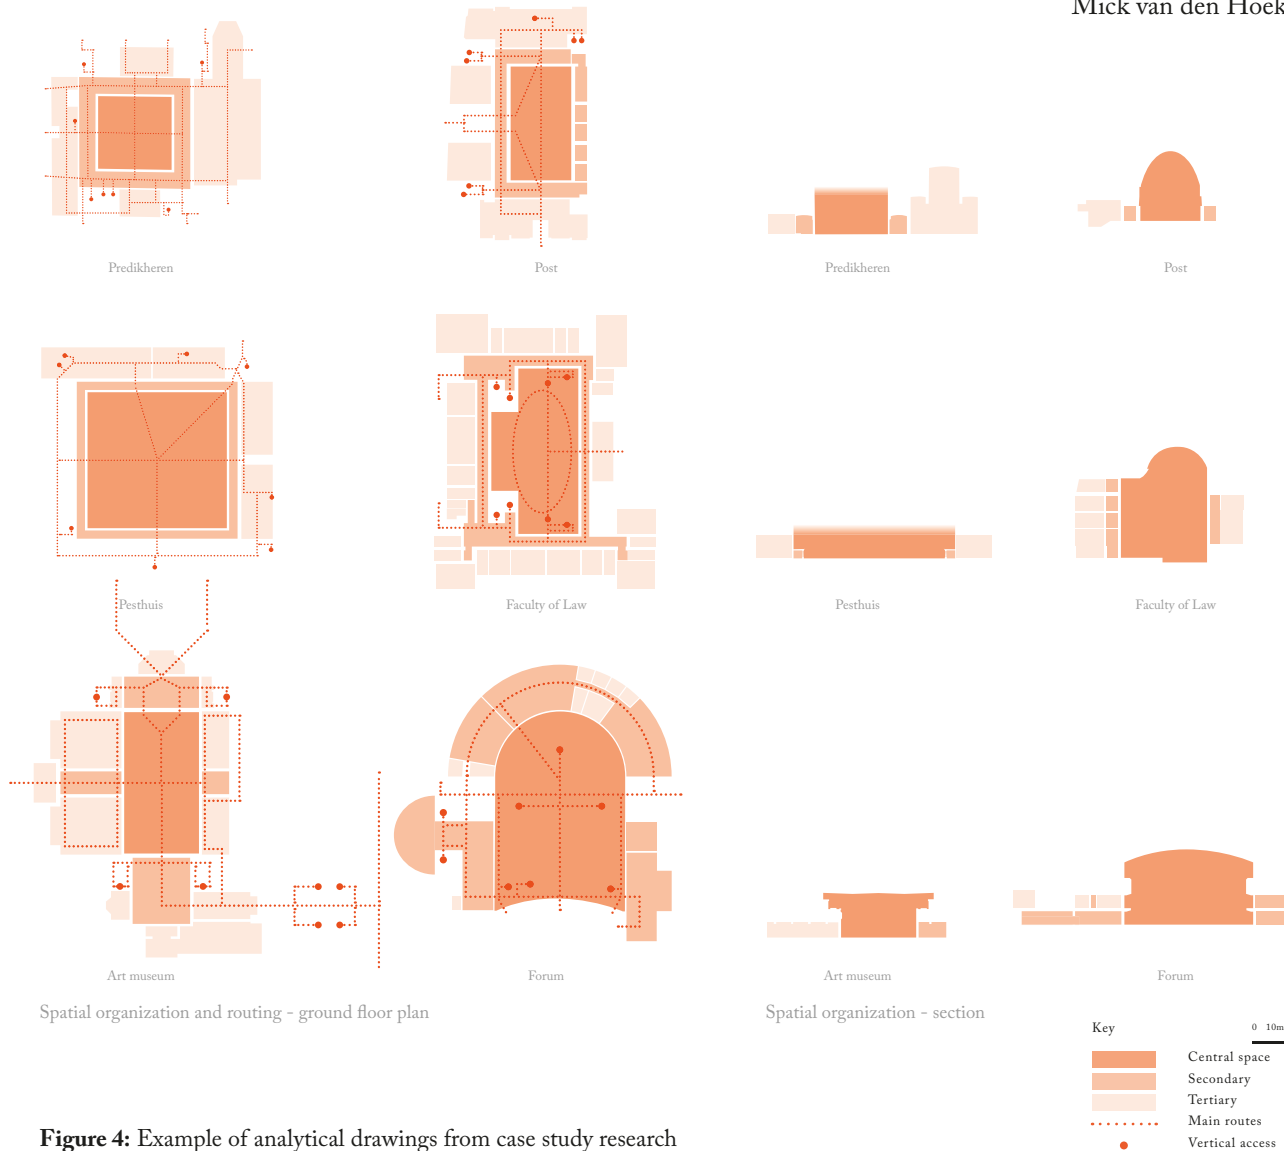 Mick van den Hoek
Predikheren
Post
Predikheren
Post
Pesthuis
Faculty of Law
Pesthuis
Faculty of Law
Art museum
Forum
Art museum
Forum
Spatial organization and routing - ground floor plan
Spatial organization - section
Key
0 10m
Central space
Secondary
Tertiary
Main routes
Vertical access
Figure 4: Example of analytical drawings from case study research